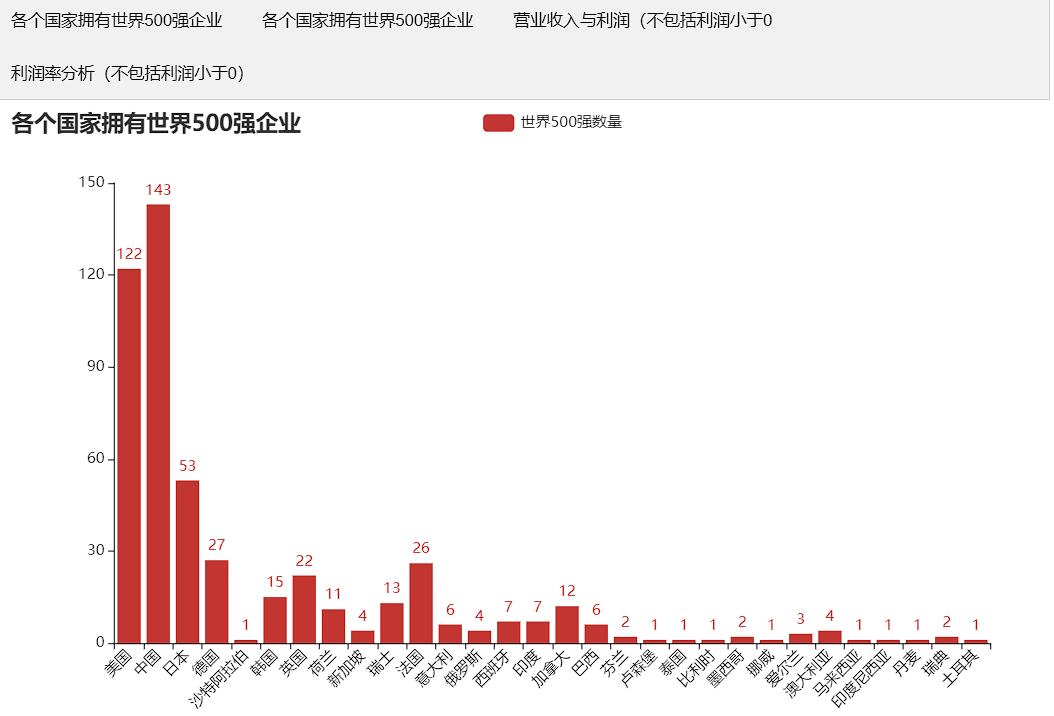 各个国家拥有世界500强企业 各个国家拥有世界500强企业 营业收入与利润（不包括利润小于0
利润率分析（不包括利润小于0）
各个国家拥有世界500强企业
世界500强数量
150
120
90
60
30
0
122
143
53
27
1
15
22
11
4
13
26
6
4
7
7
12
6
2
1
1
1
2
1
3
4
1
1
1
2
1
美国
中国
日本
德国
沙特阿拉伯
韩国
英国
荷兰
新加坡
瑞士
法国
意大利
俄罗斯
西班牙
印度
加拿大
巴西
芬兰
卢森堡
泰国
比利时
墨西哥
挪威
爱尔兰
澳大利亚
马来西亚
印度尼西亚
丹麦
瑞典
土耳其